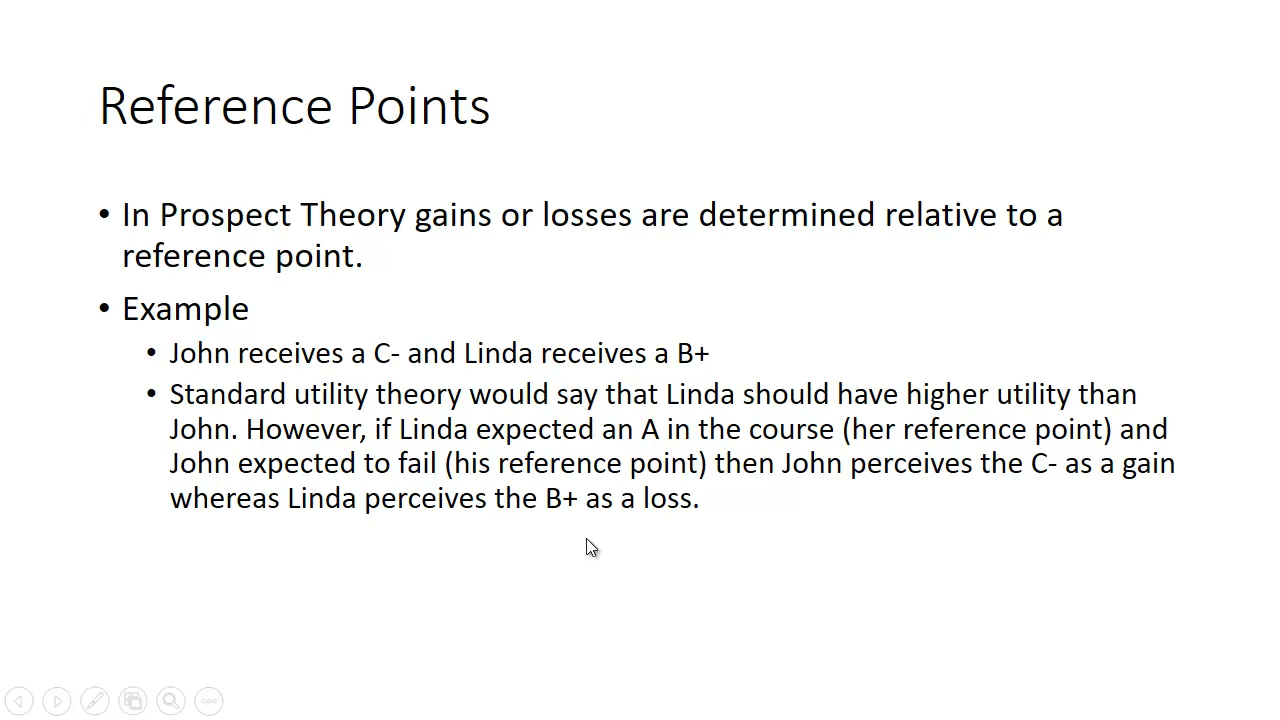 Reference Points
• In Prospect Theory gains or losses are determined relative to a
reference point.
• Example
• John receives a C- and Linda receives a B+
• Standard utility theory would say that Linda should have higher utility than
John. However, if Linda expected an A in the course (her reference point) and
John expected to fail (his reference point) then John perceives the C- as a gain
whereas Linda perceives the B+ as a loss.